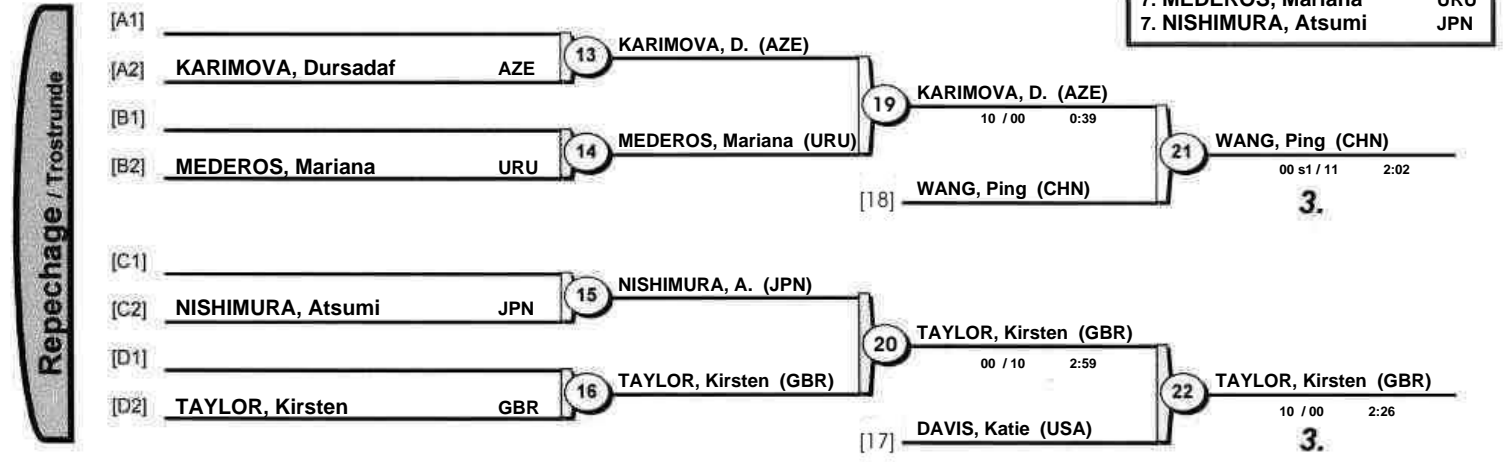 7. MEDEROS, Mariana URU
7. NISHIMURA, Atsumi JPN
Repechage / Trostrunde
[A1]
13 KARIMOVA, D. (AZE)
[A2] KARIMOVA, Dursadaf AZE
19 KARIMOVA, D. (AZE)
10 / 00 0:39
[B1]
14 MEDEROS, Mariana (URU)
[B2] MEDEROS, Mariana URU
21 WANG, Ping (CHN)
00 s1 / 11 2:02
[18] WANG, Ping (CHN)
3.
[C1]
15 NISHIMURA, A. (JPN)
[C2] NISHIMURA, Atsumi JPN
20 TAYLOR, Kirsten (GBR)
00 / 10 2:59
[D1]
16 TAYLOR, Kirsten (GBR)
[D2] TAYLOR, Kirsten GBR
22 TAYLOR, Kirsten (GBR)
10 / 00 2:26
[17] DAVIS, Katie (USA)
3.